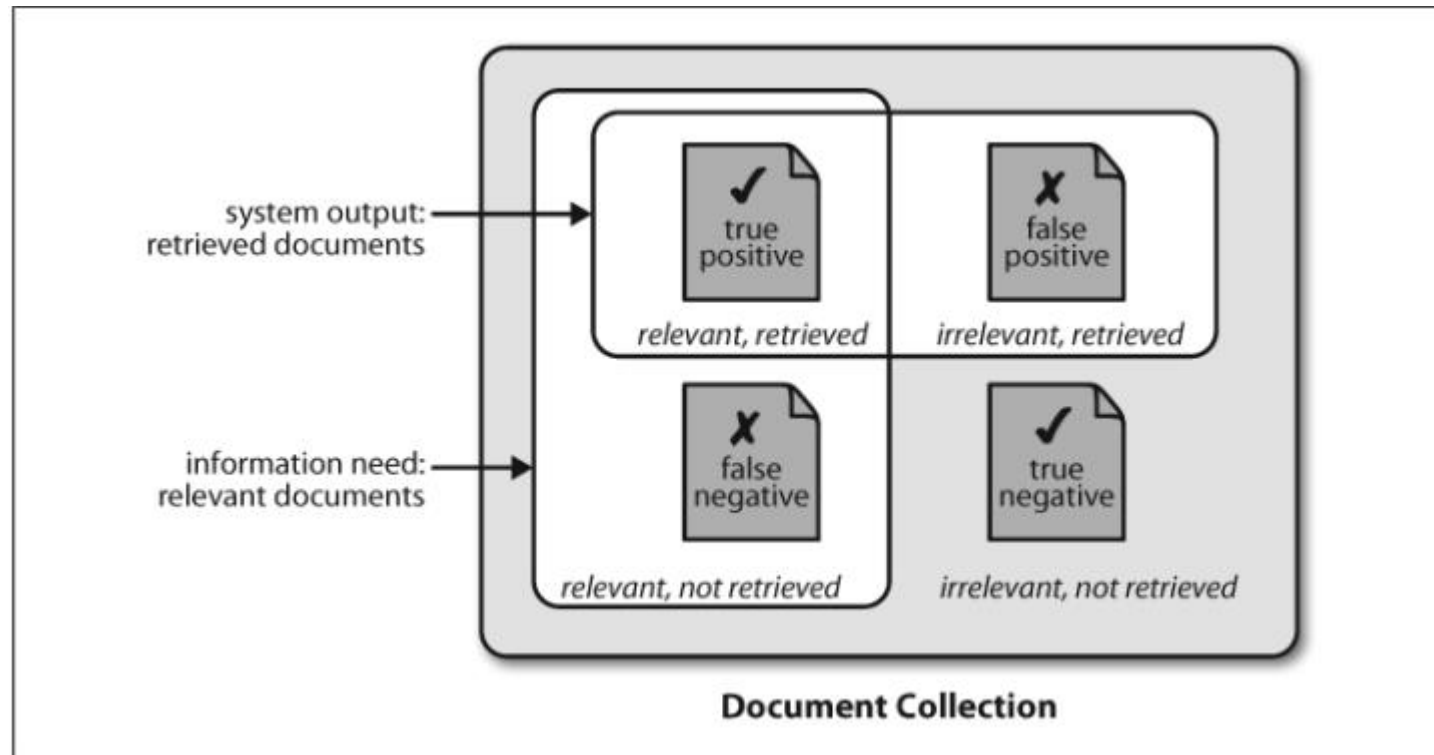 system output:
retrieved documents
✓
true
positive
relevant, retrieved
✗
false
positive
irrelevant, retrieved
information need:
relevant documents
✗
false
negative
relevant, not retrieved
✓
true
negative
irrelevant, not retrieved
Document Collection